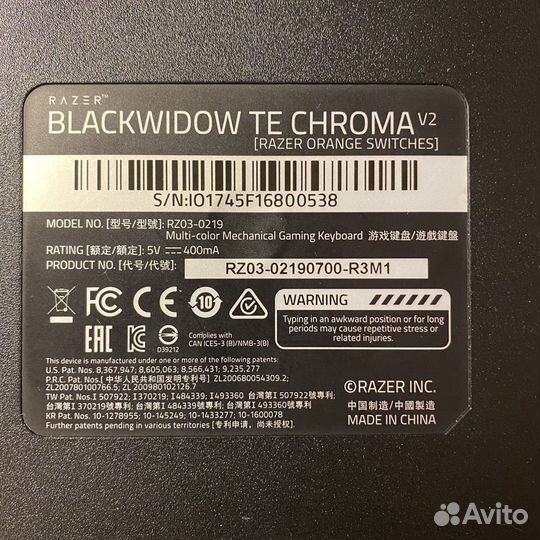 RAZER™
BLACKWIDOW TE CHROMA V2
[RAZER ORANGE SWITCHES]
S/N:IO1745F16800538
MODEL NO. [型号/型號]: RZ03-0219
Multi-color Mechanical Gaming Keyboard 游戏键盘/遊戲鍵盤
RATING [额定/額定]: 5V ⎓ 400mA
PRODUCT NO. [代号/代號]: RZ03-02190700-R3M1
FC CE 10
EAC D39212 Complies with
CAN ICES-3 (B)/NMB-3(B)
WARNING
Typing in an awkward position or for long
periods may cause repetitive stress or
related injuries.
This device is manufactured under one or more of the following patents:
U.S. Pat. Nos. 8,367,947; 8,605,063; 8,566,491; 9,235,277
P.R.C. Pat. Nos. [中华人民共和国发明专利号] ZL200680054309.2;
ZL200780100766.5; ZL 200980102126.7
TW Pat. Nos. I 507922; I370219; I484339; I493360 台灣第 I 507922號專利;
台灣第 I 370219號專利; 台灣第 I 484339號專利; 台灣第 I 493360號專利
KR Pat. Nos. 10-1278955; 10-145249; 10-1433277; 10-1600078
Further patents pending in various territories [专利申请中, 尚未授权].
©RAZER INC.
中国制造/中國製造
MADE IN CHINA
Avito